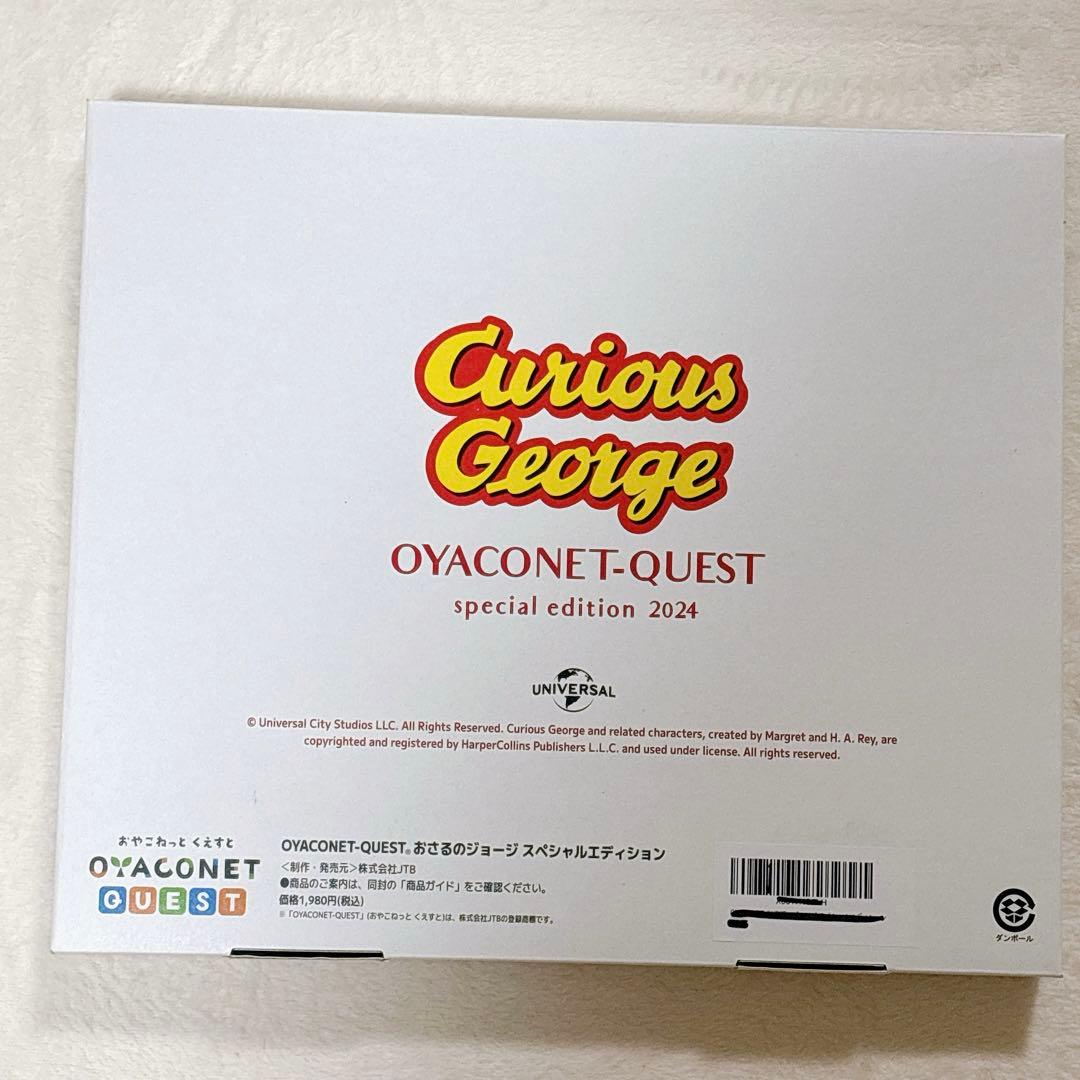 Curious
George
OYACONET-QUEST
special edition 2024
UNIVERSAL
© Universal City Studios LLC. All Rights Reserved. Curious George and related characters, created by Margret and H. A. Rey, are
copyrighted and registered by HarperCollins Publishers L.L.C. and used under license. All rights reserved.
おやこねっと くえすと
OYACONET
QUEST
OYACONET-QUEST® おさるのジョージ スペシャルエディション
＜制作・発売元＞株式会社JTB
●商品のご案内は、同封の「商品ガイド」をご確認ください。
価格1,980円(税込)
※「OYACONET-QUEST」(おやこねっと くえすと)は、株式会社JTBの登録商標です。
ダンボール